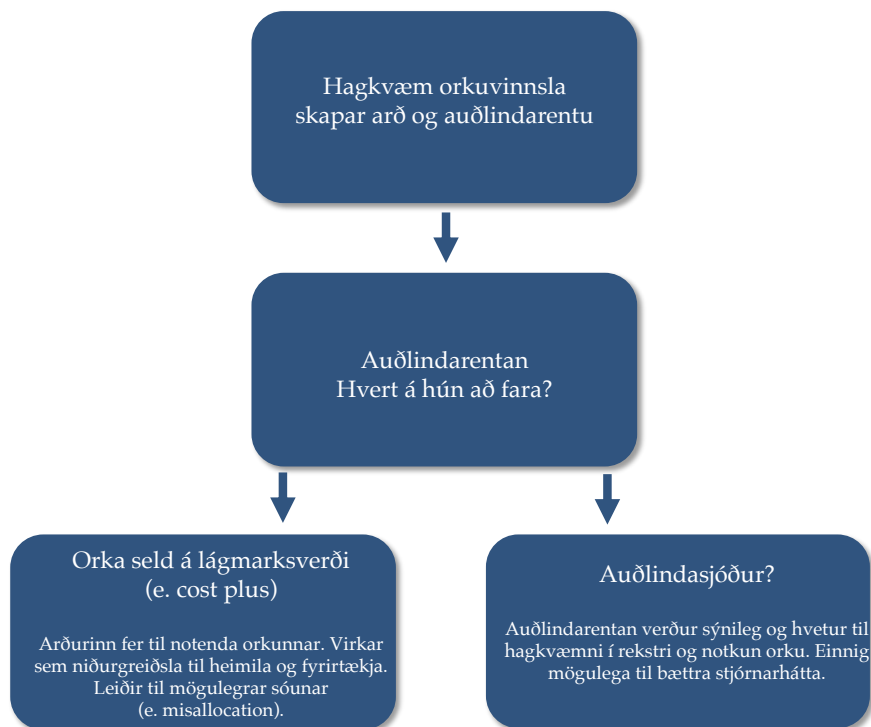 Hagkvæm orkuvinnsla
skapar arð og auðlindarentu
Auðlindarentan
Hvert á hún að fara?
Orka seld á lágmarksverði
(e. cost plus)
Arðurinn fer til notenda orkunnar. Virkar
sem niðurgreiðsla til heimila og fyrirtækja.
Leiðir til mögulegrar sóunar
(e. misallocation).
Auðlindasjóður?
Auðlindarentan verður sýnileg og hvetur til
hagkvæmni í rekstri og notkun orku. Einnig
mögulega til bættra stjórnarhátta.